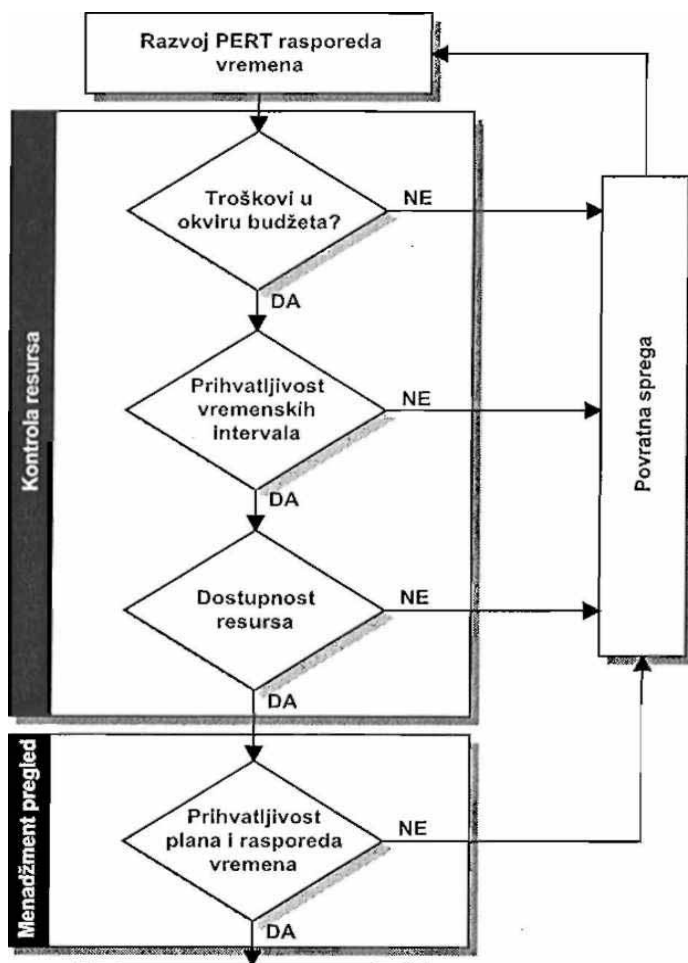 Razvoj PERT rasporeda
vremena
Kontrola resursa
Troškovi u
okviru budžeta?
NE
DA
Prihvatljivost
vremenskih
intervala
NE
DA
Dostupnost
resursa
NE
DA
Povratna sprega
Menadžment pregled
Prihvatljivost
plana i rasporeda
vremena
NE
DA